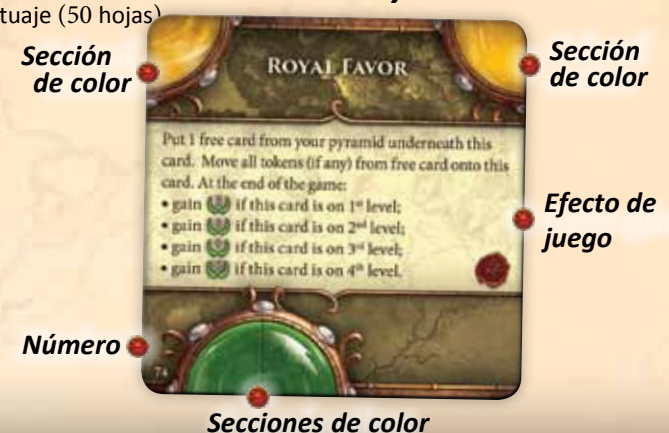 tuaje (50 hojas)
Sección
de color
Sección
de color
ROYAL FAVOR
Put 1 free card from your pyramid underneath this
card. Move all tokens (if any) from free card onto this
card. At the end of the game:
• gain if this card is on 1st level;
• gain if this card is on 2nd level;
• gain if this card is on 3rd level;
• gain if this card is on 4th level.
Efecto de
juego
Número
Secciones de color